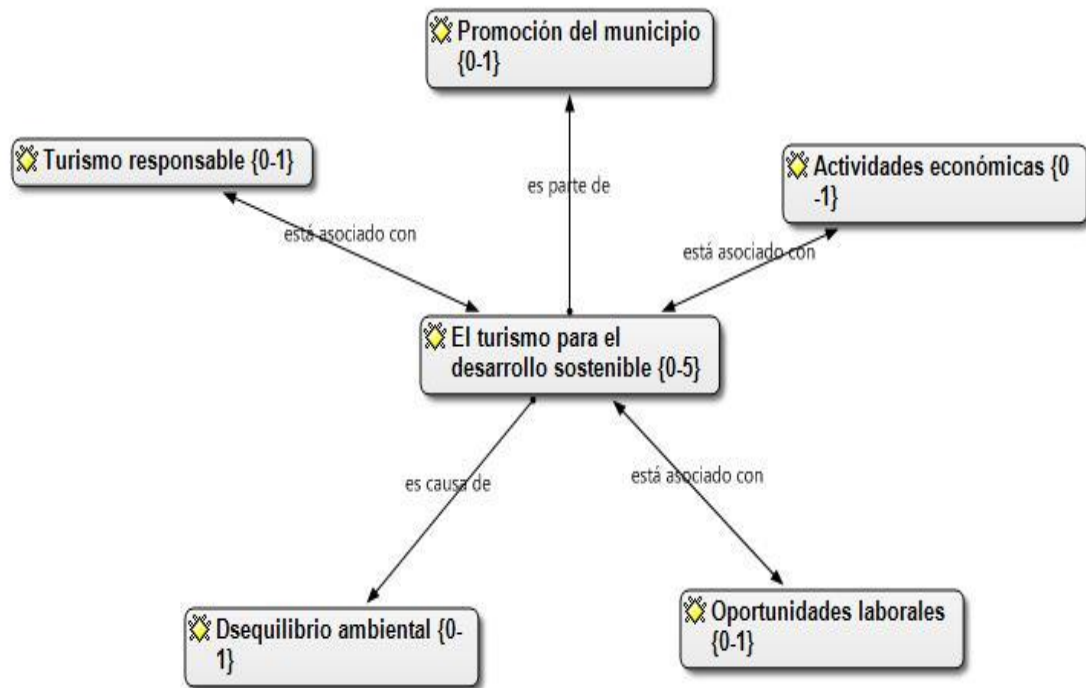 Promoción del municipio
{0-1}
Turismo responsable {0-1}
Actividades económicas {0
-1}
es parte de
está asociado con
está asociado con
El turismo para el
desarrollo sostenible {0-5}
es causa de
está asociado con
Dsequilibrio ambiental {0-
1}
Oportunidades laborales
{0-1}